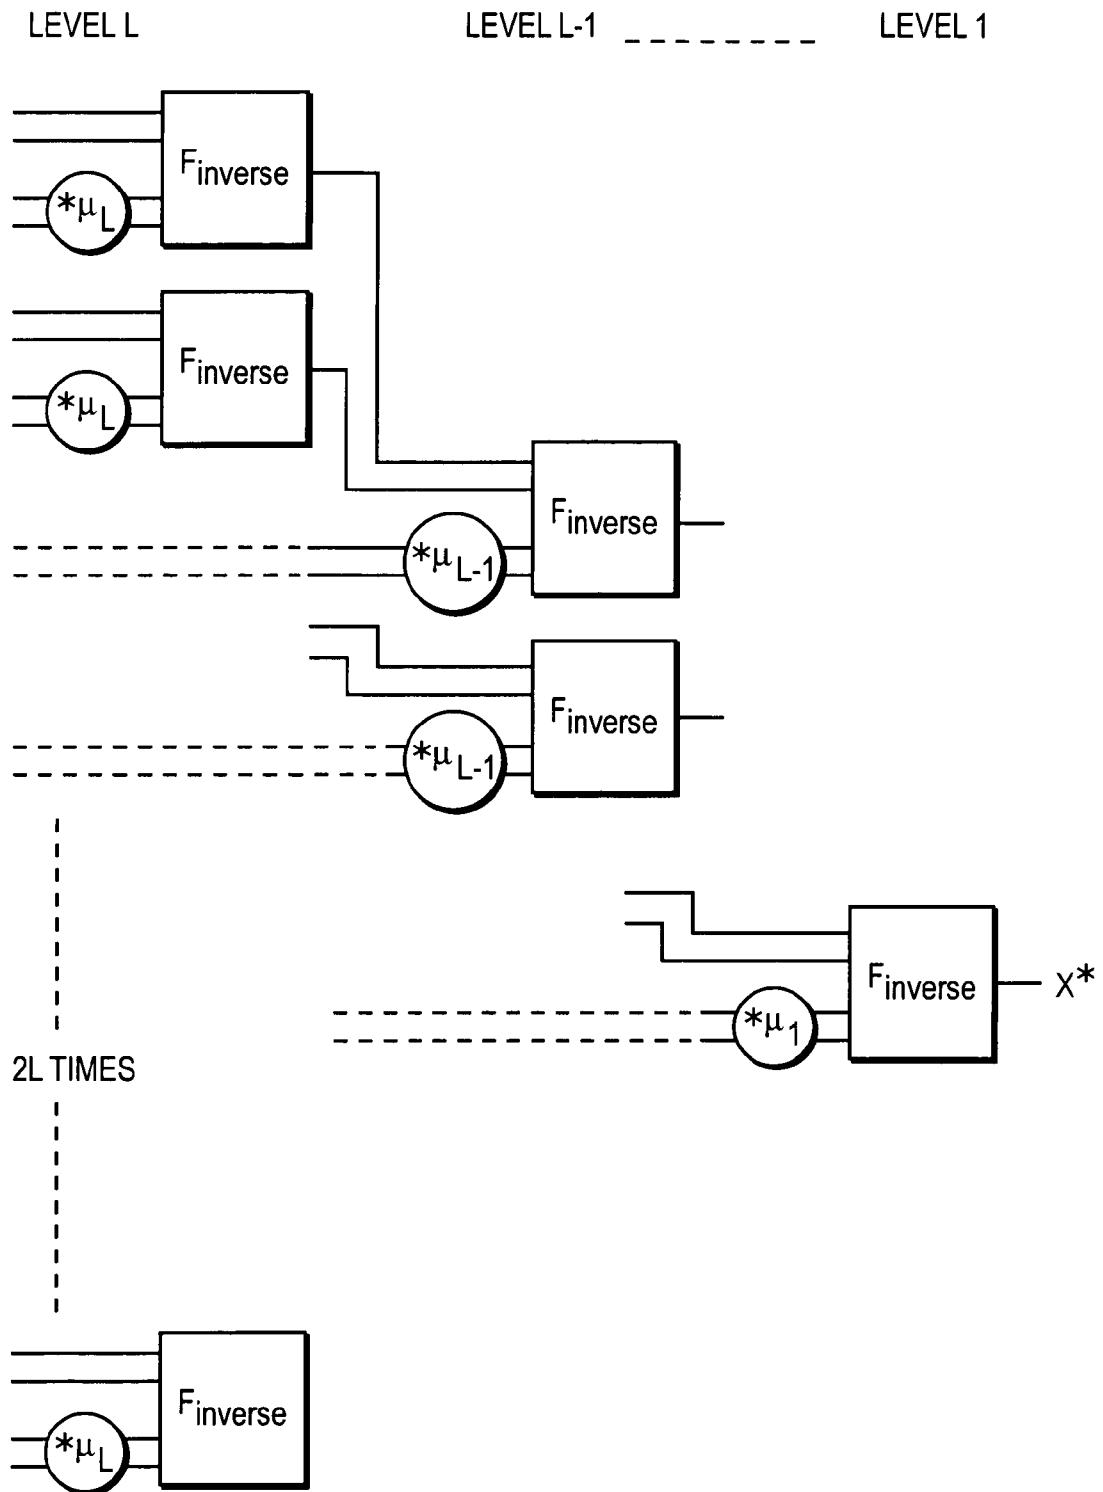 LEVEL L LEVEL L-1 LEVEL 1
Finverse
*μL
Finverse
*μL
Finverse
*μL-1
Finverse
*μL-1
Finverse X*
*μ1
2L TIMES
Finverse
*μL